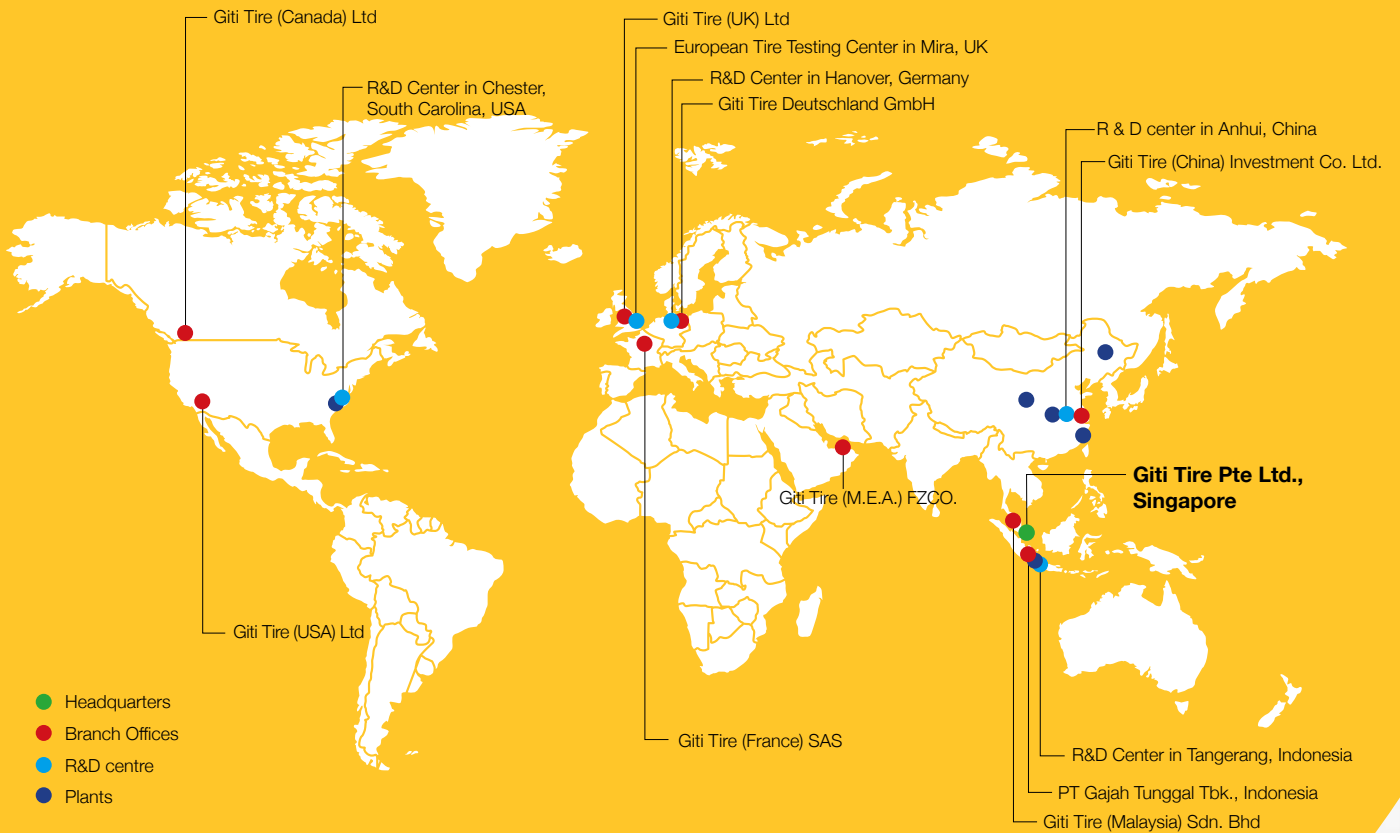 Giti Tire (Canada) Ltd
Giti Tire (UK) Ltd
European Tire Testing Center in Mira, UK
R&D Center in Chester,
South Carolina, USA
R&D Center in Hanover, Germany
Giti Tire Deutschland GmbH
R & D center in Anhui, China
Giti Tire (China) Investment Co. Ltd.
Giti Tire Pte Ltd.,
Singapore
Giti Tire (M.E.A.) FZCO.
Giti Tire (USA) Ltd
Headquarters
Branch Offices
R&D centre
Plants
Giti Tire (France) SAS
R&D Center in Tangerang, Indonesia
PT Gajah Tunggal Tbk., Indonesia
Giti Tire (Malaysia) Sdn. Bhd